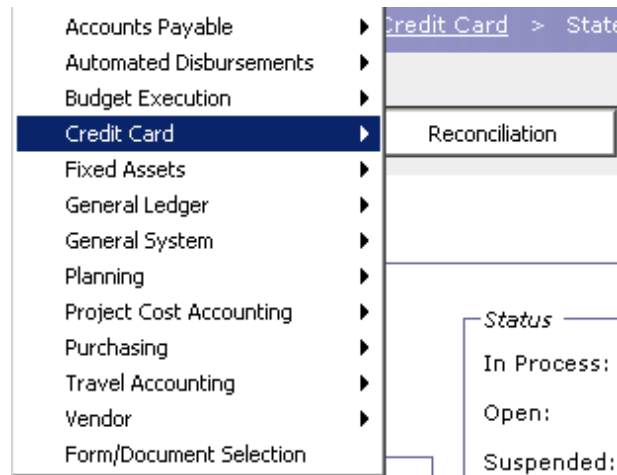 Accounts Payable
Credit Card > State
Automated Disbursements
Budget Execution
Credit Card
Reconciliation
Fixed Assets
General Ledger
General System
Planning
Project Cost Accounting
Status
Purchasing
In Process:
Travel Accounting
Vendor
Open:
Form/Document Selection
Suspended: